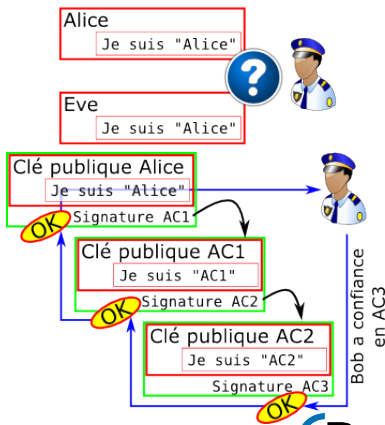 Alice
Je suis "Alice"
?
Eve
Je suis "Alice"
Clé publique Alice
Je suis "Alice"
Signature AC1
OK
Clé publique AC1
Je suis "AC1"
Signature AC2
OK
Clé publique AC2
Je suis "AC2"
Signature AC3
OK
Bob a confiance
en AC3